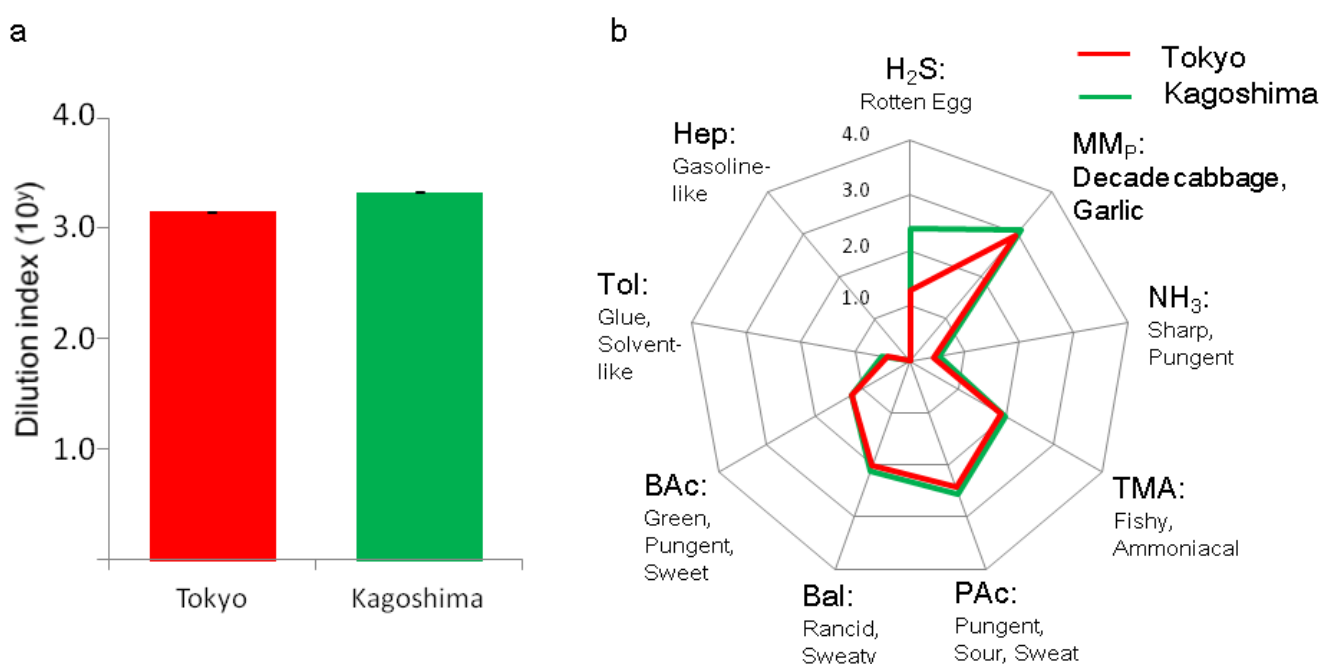 a
Dilution index (10ʸ)
4.0
3.0
2.0
1.0
Tokyo
Kagoshima
b
Tokyo
Kagoshima
H₂S:
Rotten Egg
4.0
3.0
2.0
1.0
MMₚ:
Decade cabbage,
Garlic
NH₃:
Sharp,
Pungent
TMA:
Fishy,
Ammoniacal
PAc:
Pungent,
Sour, Sweat
Bal:
Rancid,
Sweaty
BAc:
Green,
Pungent,
Sweet
Tol:
Glue,
Solvent-
like
Hep:
Gasoline-
like